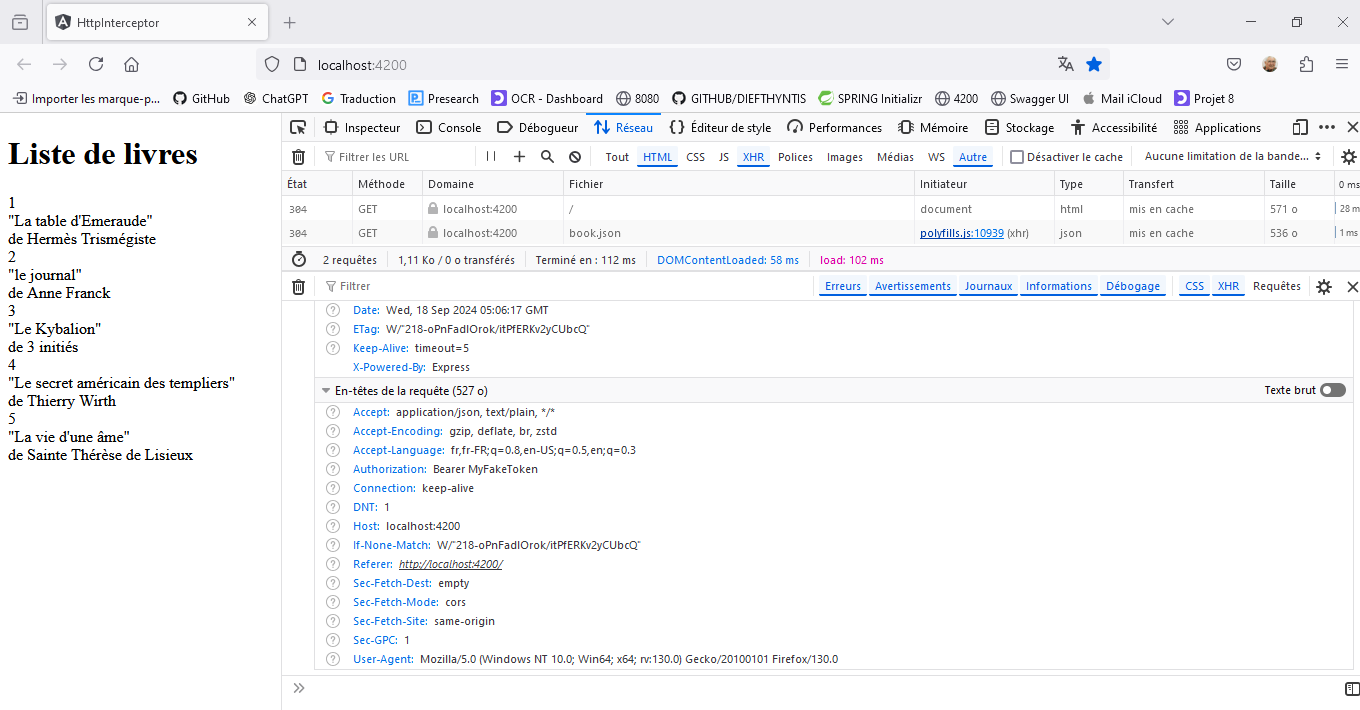 HttpInterceptor
localhost:4200
Importer les marque-p... GitHub ChatGPT Traduction Presearch OCR - Dashboard 8080 GITHUB/DIEFTHYNTIS SPRING Initializr 4200 Swagger UI Mail iCloud Projet 8
Liste de livres
1
"La table d'Emeraude"
de Hermès Trismégiste
2
"le journal"
de Anne Franck
3
"Le Kybalion"
de 3 initiés
4
"Le secret américain des templiers"
de Thierry Wirth
5
"La vie d'une âme"
de Sainte Thérèse de Lisieux
Inspecteur Console Débogueur Réseau Éditeur de style Performances Mémoire Stockage Accessibilité Applications
Filtrer les URL Tout HTML CSS JS XHR Polices Images Médias WS Autre Désactiver le cache Aucune limitation de la bande...
État Méthode Domaine Fichier Initiateur Type Transfert Taille 0 ms
304 GET localhost:4200 / document html mis en cache 571 o 28 m
304 GET localhost:4200 book.json polyfills.js:10939 (xhr) json mis en cache 536 o 1 ms
2 requêtes 1,11 Ko / 0 o transférés Terminé en : 112 ms DOMContentLoaded: 58 ms load: 102 ms
Filtrer Erreurs Avertissements Journaux Informations Débogage CSS XHR Requêtes
Date: Wed, 18 Sep 2024 05:06:17 GMT
ETag: W/"218-oPnFadIOrok/itPfERKv2yCUbcQ"
Keep-Alive: timeout=5
X-Powered-By: Express
En-têtes de la requête (527 o) Texte brut
Accept: application/json, text/plain, */*
Accept-Encoding: gzip, deflate, br, zstd
Accept-Language: fr,fr-FR;q=0.8,en-US;q=0.5,en;q=0.3
Authorization: Bearer MyFakeToken
Connection: keep-alive
DNT: 1
Host: localhost:4200
If-None-Match: W/"218-oPnFadIOrok/itPfERKv2yCUbcQ"
Referer: http://localhost:4200/
Sec-Fetch-Dest: empty
Sec-Fetch-Mode: cors
Sec-Fetch-Site: same-origin
Sec-GPC: 1
User-Agent: Mozilla/5.0 (Windows NT 10.0; Win64; x64; rv:130.0) Gecko/20100101 Firefox/130.0